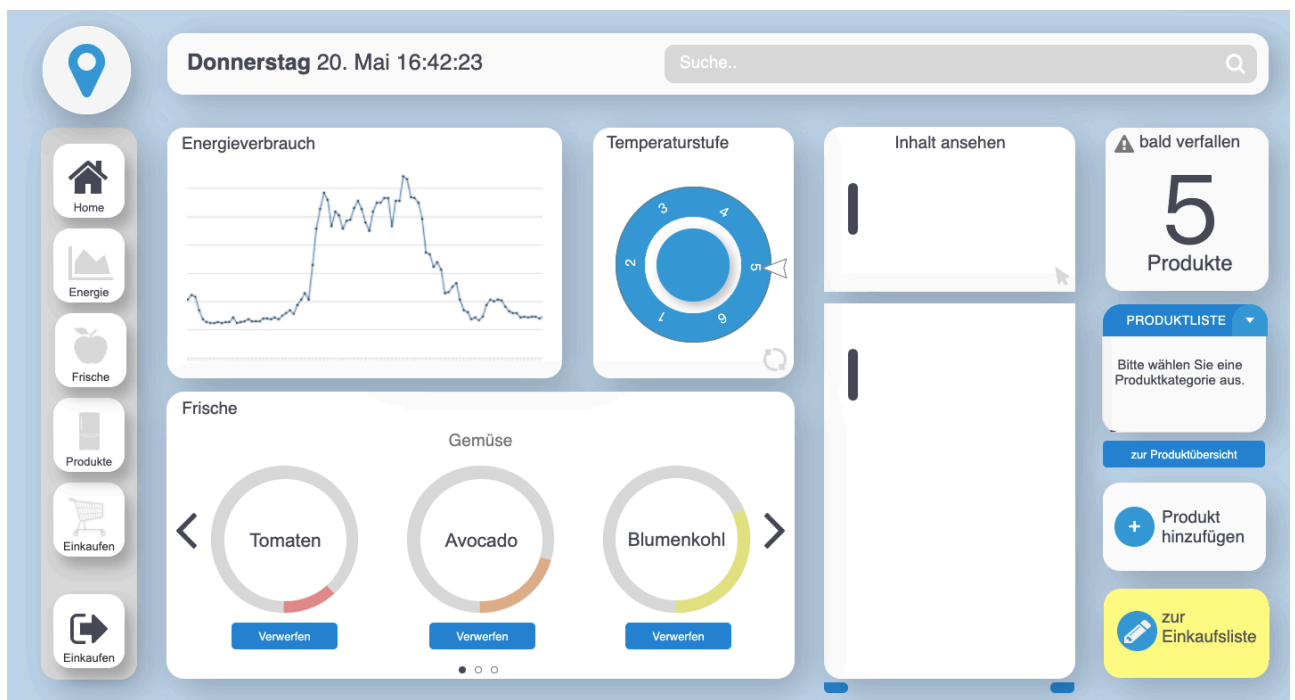 Donnerstag 20. Mai 16:42:23
Suche..
Home
Energie
Frische
Produkte
Einkaufen
Einkaufen
Energieverbrauch
Temperaturstufe
1
2
3
4
5
6
Inhalt ansehen
bald verfallen
5
Produkte
PRODUKTLISTE
Bitte wählen Sie eine
Produktkategorie aus.
zur Produktübersicht
Produkt
hinzufügen
zur
Einkaufsliste
Frische
Gemüse
Tomaten
Avocado
Blumenkohl
Verwerfen
Verwerfen
Verwerfen